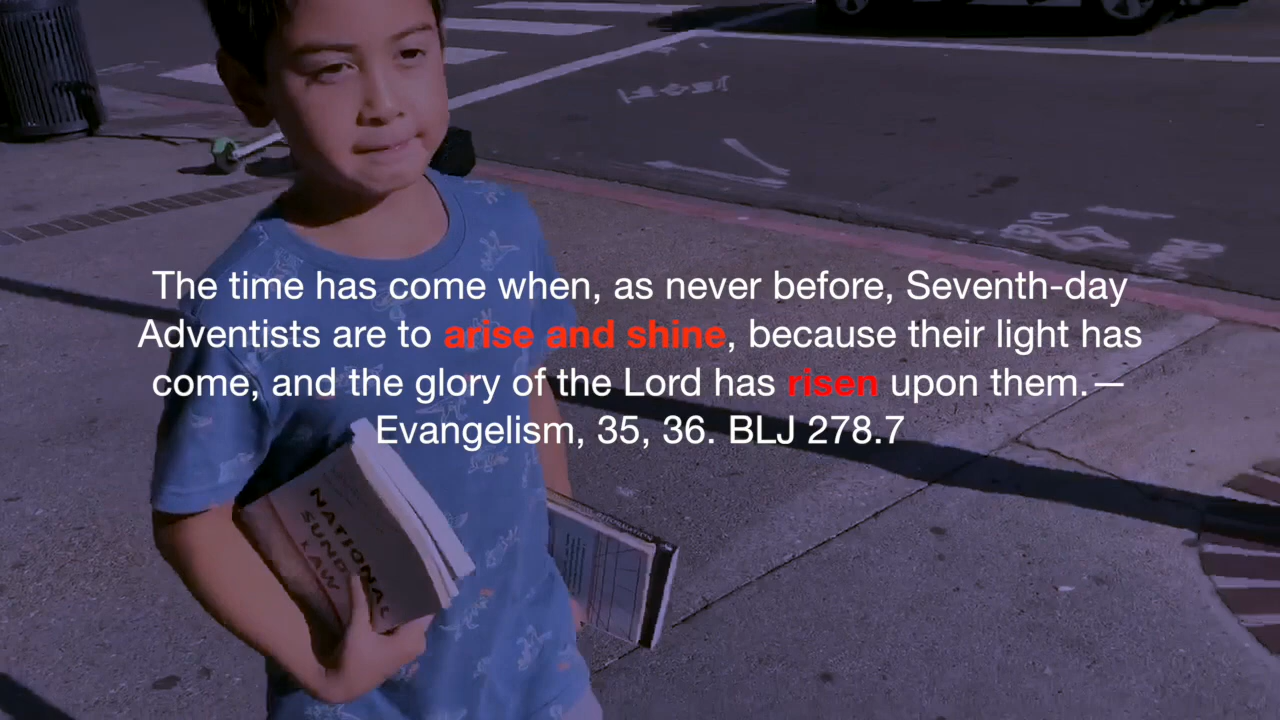 The time has come when, as never before, Seventh-day
Adventists are to arise and shine, because their light has
come, and the glory of the Lord has risen upon them.—
Evangelism, 35, 36. BLJ 278.7
NATIONAL
SUNDAY
LAW